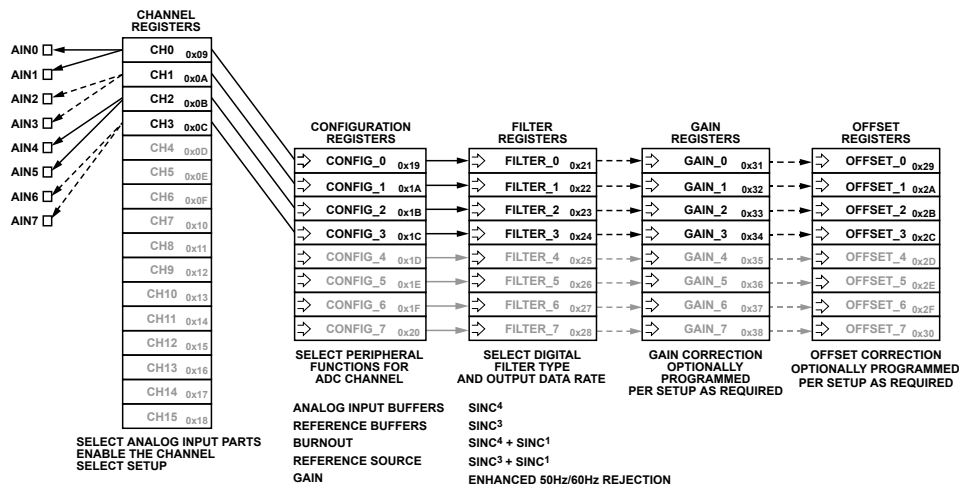 CHANNEL
REGISTERS
AIN0
AIN1
AIN2
AIN3
AIN4
AIN5
AIN6
AIN7
CH0 0x09
CH1 0x0A
CH2 0x0B
CH3 0x0C
CH4 0x0D
CH5 0x0E
CH6 0x0F
CH7 0x10
CH8 0x11
CH9 0x12
CH10 0x13
CH11 0x14
CH12 0x15
CH13 0x16
CH14 0x17
CH15 0x18
SELECT ANALOG INPUT PARTS
ENABLE THE CHANNEL
SELECT SETUP
CONFIGURATION
REGISTERS
CONFIG_0 0x19
CONFIG_1 0x1A
CONFIG_2 0x1B
CONFIG_3 0x1C
CONFIG_4 0x1D
CONFIG_5 0x1E
CONFIG_6 0x1F
CONFIG_7 0x20
SELECT PERIPHERAL
FUNCTIONS FOR
ADC CHANNEL
ANALOG INPUT BUFFERS
REFERENCE BUFFERS
BURNOUT
REFERENCE SOURCE
GAIN
FILTER
REGISTERS
FILTER_0 0x21
FILTER_1 0x22
FILTER_2 0x23
FILTER_3 0x24
FILTER_4 0x25
FILTER_5 0x26
FILTER_6 0x27
FILTER_7 0x28
SELECT DIGITAL
FILTER TYPE
AND OUTPUT DATA RATE
SINC⁴
SINC³
SINC⁴ + SINC¹
SINC³ + SINC¹
ENHANCED 50Hz/60Hz REJECTION
GAIN
REGISTERS
GAIN_0 0x31
GAIN_1 0x32
GAIN_2 0x33
GAIN_3 0x34
GAIN_4 0x35
GAIN_5 0x36
GAIN_6 0x37
GAIN_7 0x38
GAIN CORRECTION
OPTIONALLY
PROGRAMMED
PER SETUP AS REQUIRED
OFFSET
REGISTERS
OFFSET_0 0x29
OFFSET_1 0x2A
OFFSET_2 0x2B
OFFSET_3 0x2C
OFFSET_4 0x2D
OFFSET_5 0x2E
OFFSET_6 0x2F
OFFSET_7 0x30
OFFSET CORRECTION
OPTIONALLY PROGRAMMED
PER SETUP AS REQUIRED